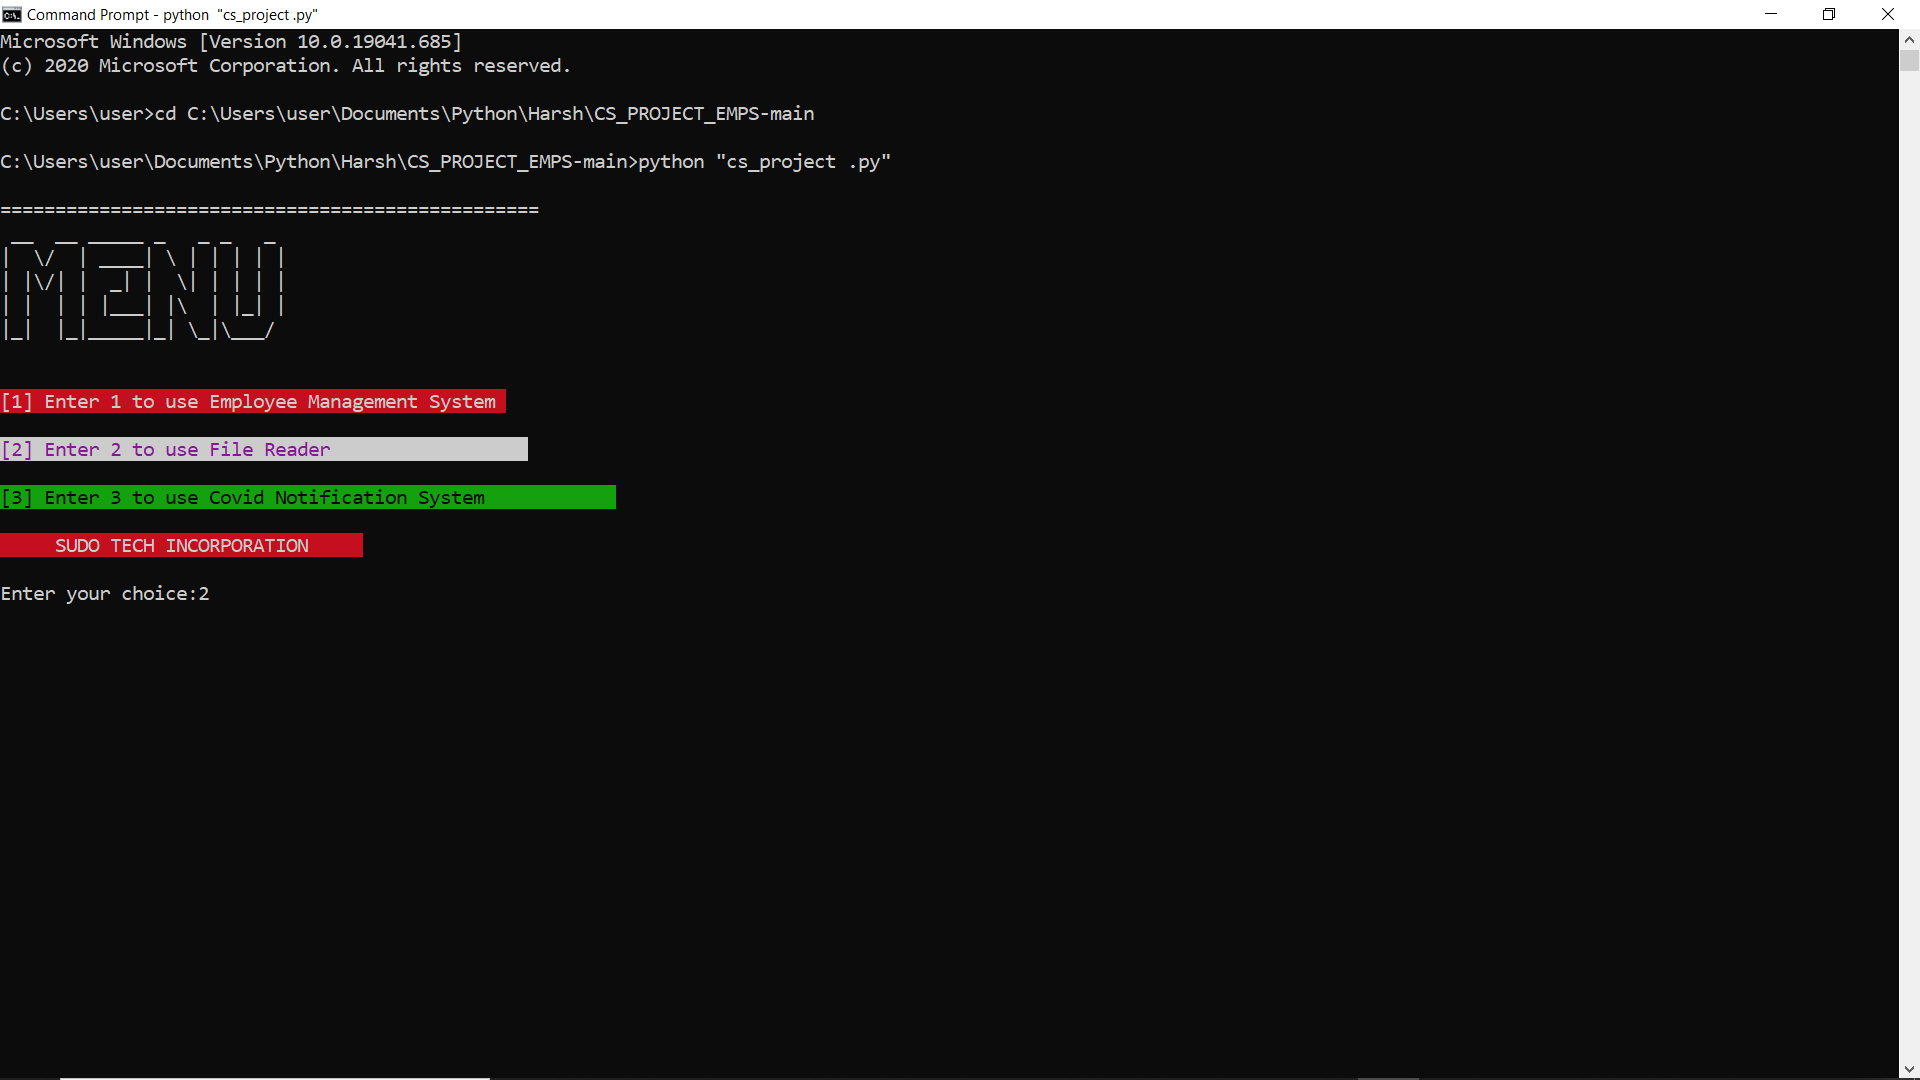 Command Prompt - python  "cs_project .py"
Microsoft Windows [Version 10.0.19041.685]
(c) 2020 Microsoft Corporation. All rights reserved.
C:\Users\user>cd C:\Users\user\Documents\Python\Harsh\CS_PROJECT_EMPS-main
C:\Users\user\Documents\Python\Harsh\CS_PROJECT_EMPS-main>python "cs_project .py"
=================================================
MENU
[1] Enter 1 to use Employee Management System
[2] Enter 2 to use File Reader
[3] Enter 3 to use Covid Notification System
SUDO TECH INCORPORATION
Enter your choice:2